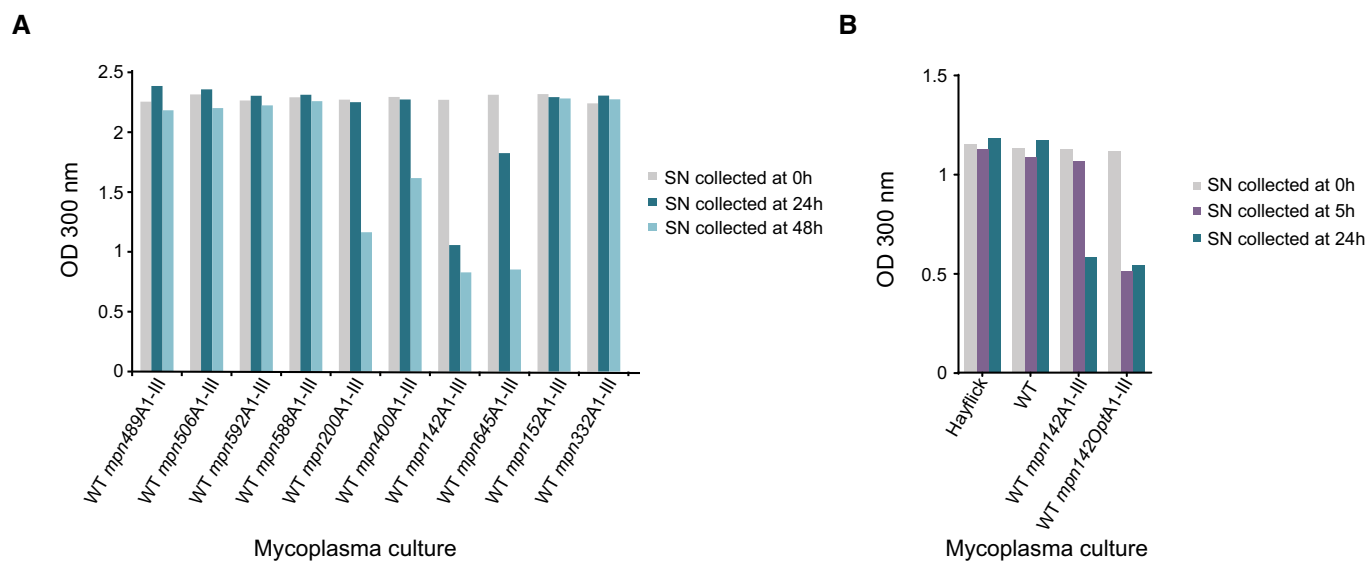 A
2.5
2
1.5
1
0.5
0
OD 300 nm
WT mpn489A1-III
WT mpn506A1-III
WT mpn592A1-III
WT mpn588A1-III
WT mpn200A1-III
WT mpn400A1-III
WT mpn142A1-III
WT mpn645A1-III
WT mpn152A1-III
WT mpn332A1-III
Mycoplasma culture
SN collected at 0h
SN collected at 24h
SN collected at 48h
B
1.5
1
0.5
0
OD 300 nm
Hayflick
WT
WT mpn142A1-III
WT mpn142OptA1-III
Mycoplasma culture
SN collected at 0h
SN collected at 5h
SN collected at 24h